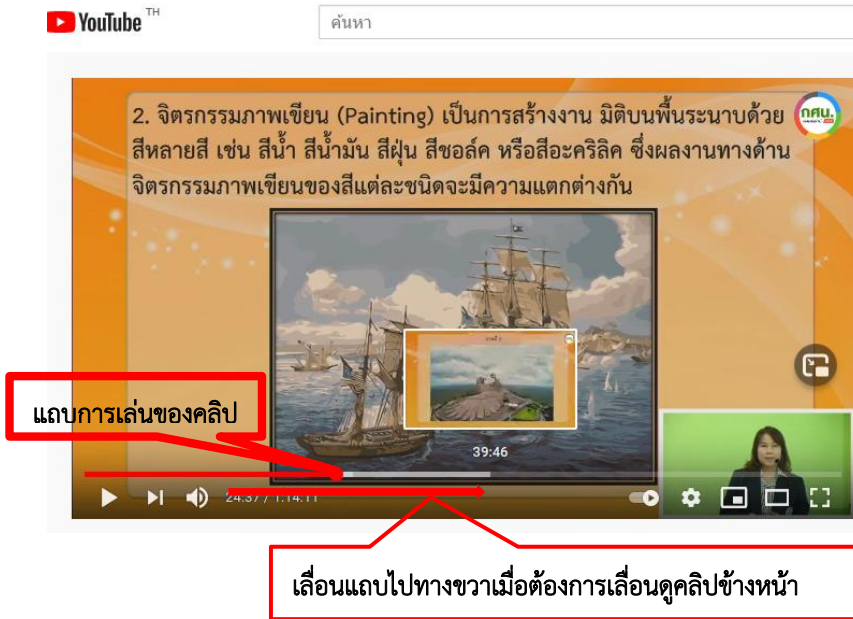 YouTube TH
ค้นหา
2. จิตรกรรมภาพเขียน (Painting) เป็นการสร้างงาน มิติบนพื้นระนาบด้วย
สีหลายสี เช่น สีน้ำ สีน้ำมัน สีฝุ่น สีชอล์ค หรือสีอะคริลิค ซึ่งผลงานทางด้าน
จิตรกรรมภาพเขียนของสีแต่ละชนิดจะมีความแตกต่างกัน
กศน.
แถบการเล่นของคลิป
39:46
24:37 / 1:14:11
เลื่อนแถบไปทางขวาเมื่อต้องการเลื่อนดูคลิปข้างหน้า